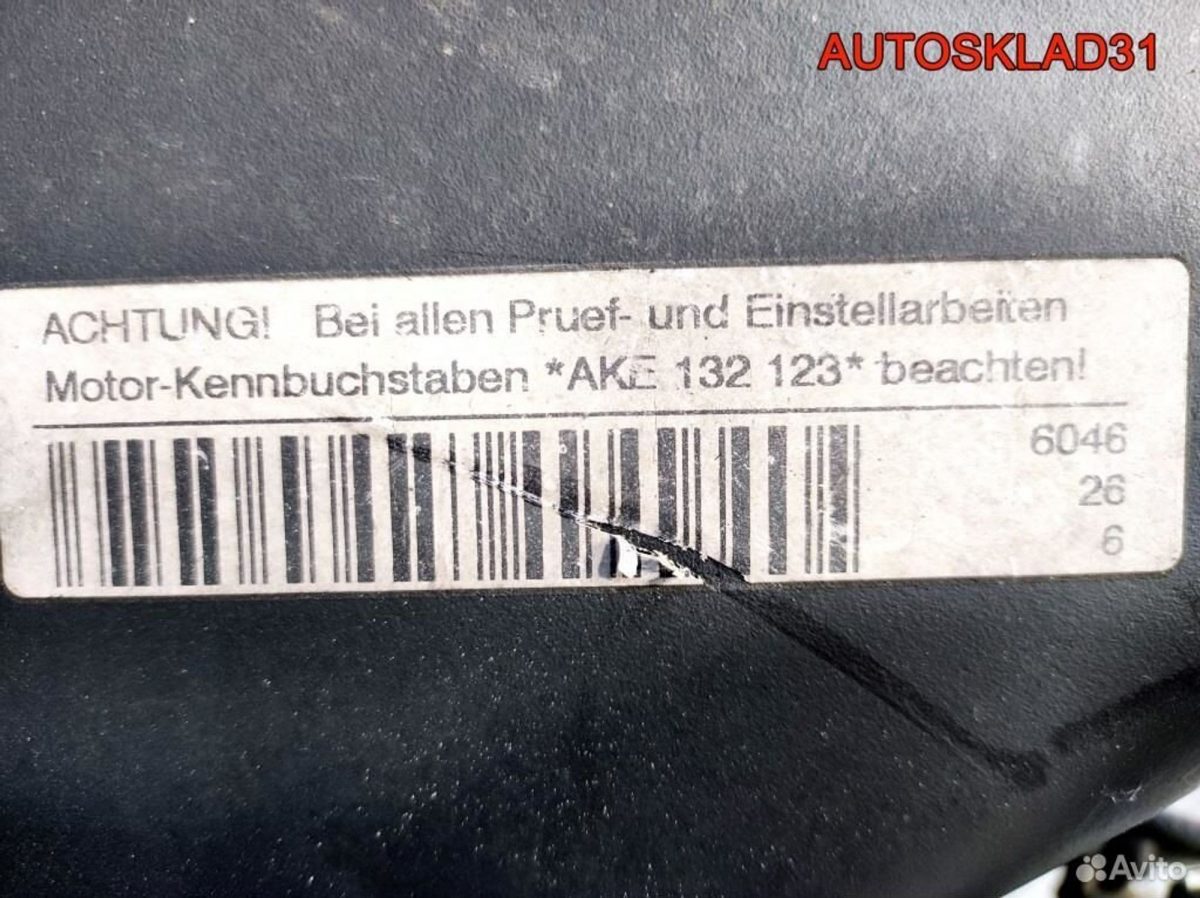 AUTOSKLAD31
ACHTUNG! Bei allen Pruef- und Einstellarbeiten
Motor-Kennbuchstaben *AKE 132 123* beachten!
6046
26
6
Avito